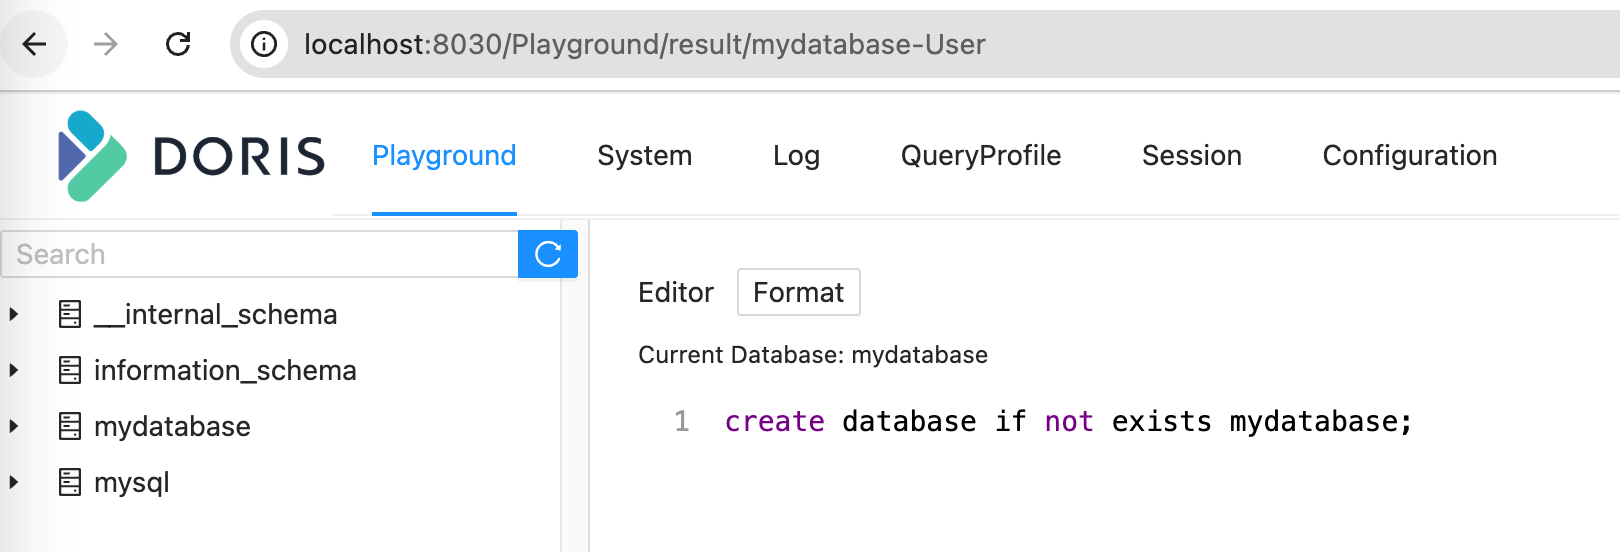 localhost:8030/Playground/result/mydatabase-User
DORIS Playground System Log QueryProfile Session Configuration
Search
__internal_schema
information_schema
mydatabase
mysql
Editor Format
Current Database: mydatabase
1 create database if not exists mydatabase;